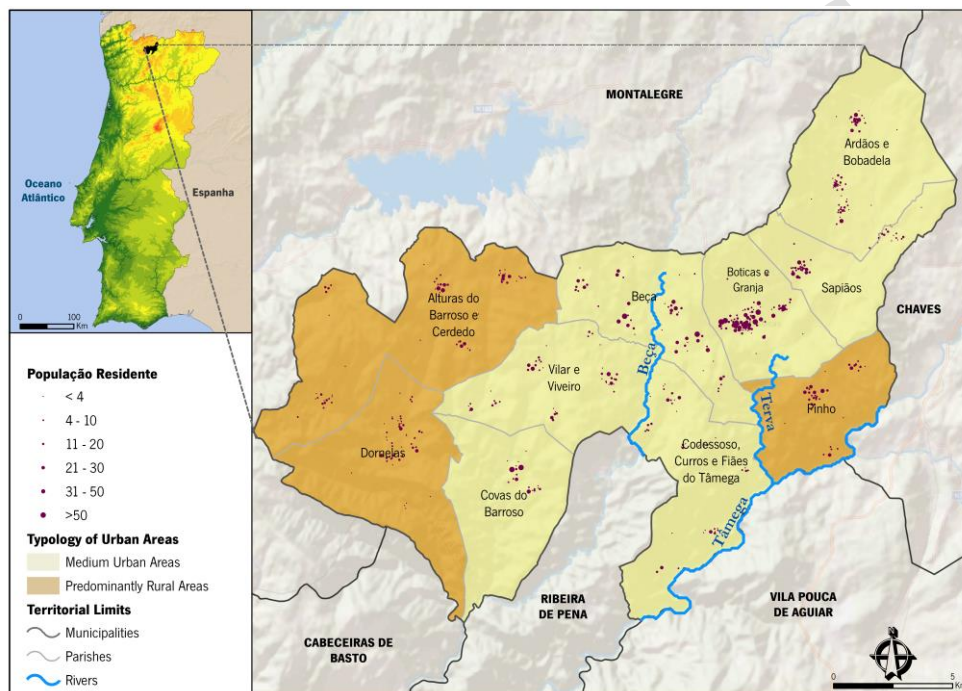 MONTALEGRE
Oceano
Atlântico
Espanha
0 100
Km
Ardãos e
Bobadela
Boticas e
Granja
Sapiãos
CHAVES
Beça
Alturas do
Barroso e
Cerdedo
Beça
Vilar e
Viveiro
Terva
Pinho
Dornelas
Codessoso,
Curros e Fiães
do Tâmega
Covas do
Barroso
Tâmega
RIBEIRA
DE PENA
VILA POUCA
DE AGUIAR
CABECEIRAS DE
BASTO
0 5
População Residente
< 4
4 - 10
11 - 20
21 - 30
31 - 50
>50
Typology of Urban Areas
Medium Urban Areas
Predominantly Rural Areas
Territorial Limits
Municipalities
Parishes
Rivers